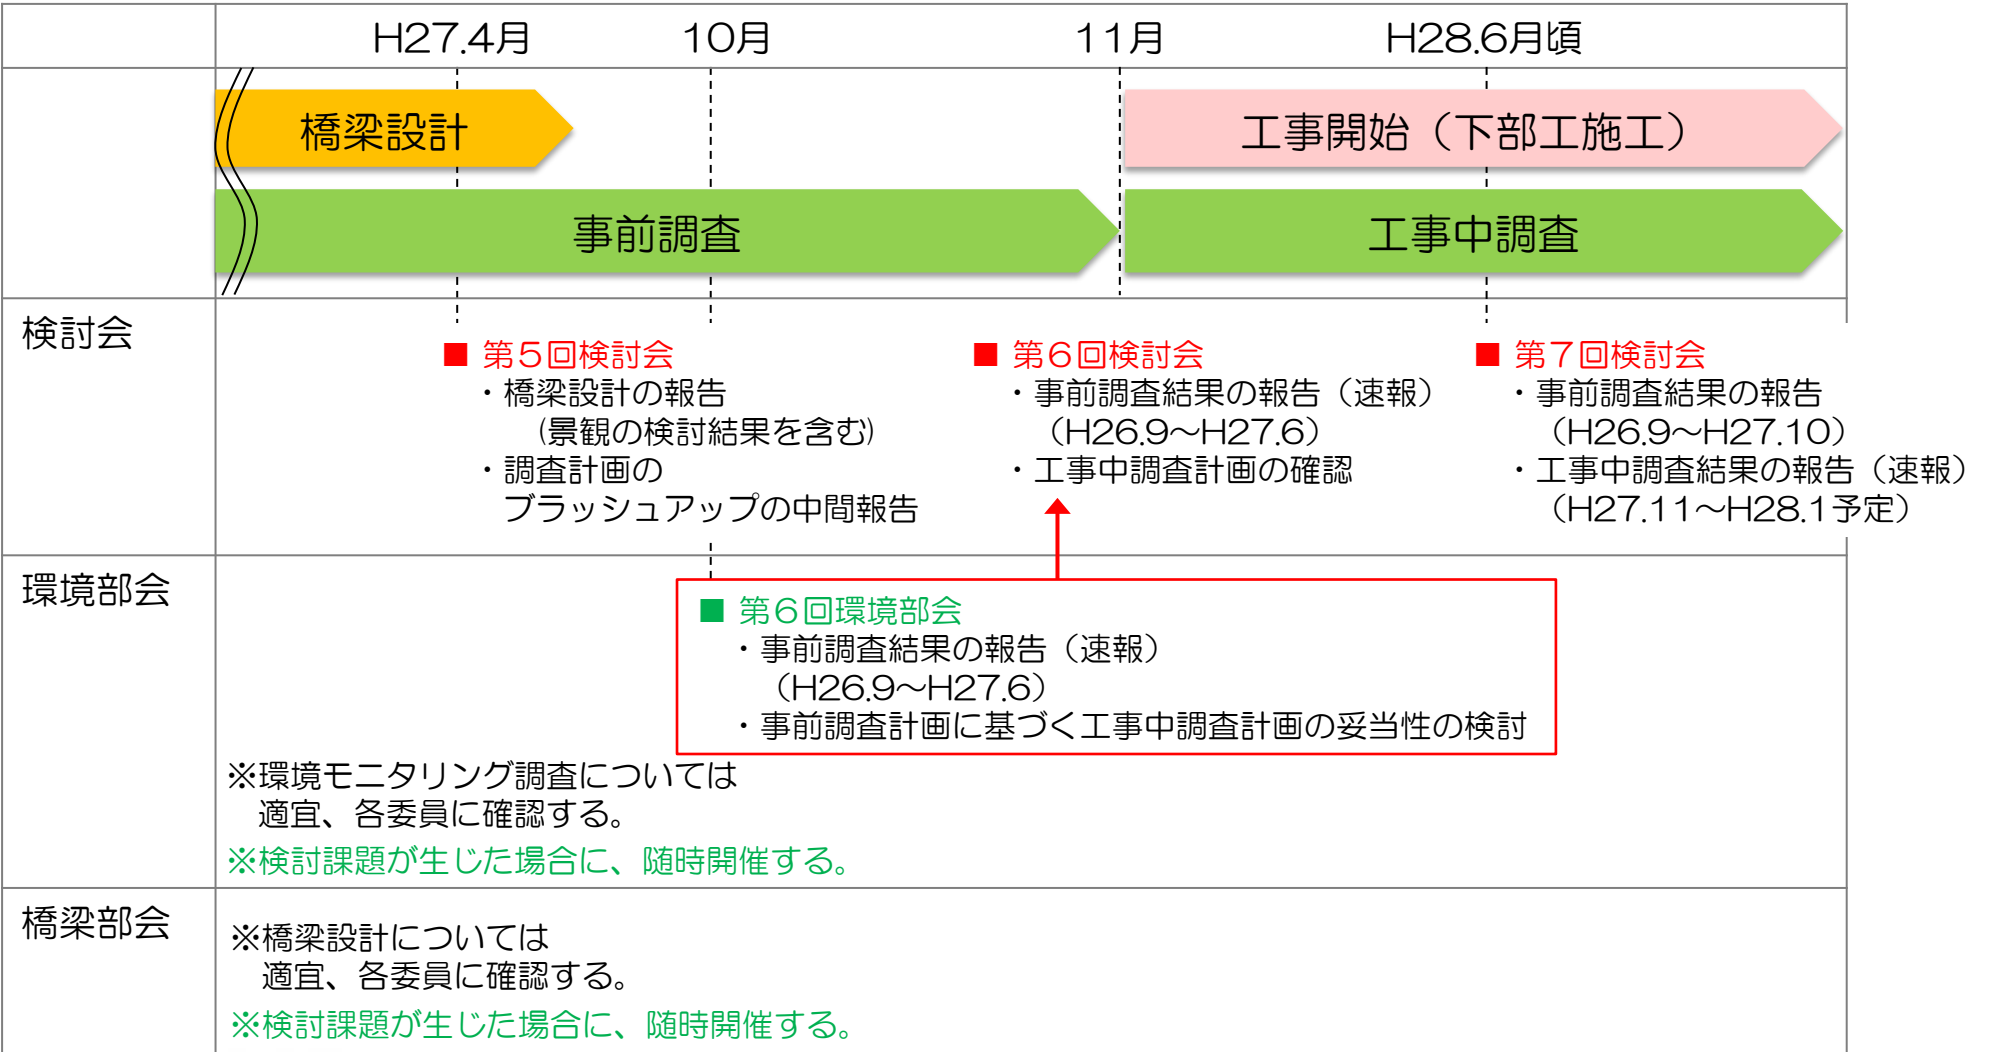 H27.4月
10月
11月
H28.6月頃
橋梁設計
工事開始（下部工施工）
事前調査
工事中調査
検討会
■ 第５回検討会
・橋梁設計の報告
(景観の検討結果を含む)
・調査計画の
ブラッシュアップの中間報告
■ 第６回検討会
・事前調査結果の報告（速報）
（H26.9～H27.6）
・工事中調査計画の確認
■ 第７回検討会
・事前調査結果の報告
（H26.9～H27.10）
・工事中調査結果の報告（速報）
（H27.11～H28.1予定）
環境部会
■ 第６回環境部会
・事前調査結果の報告（速報）
（H26.9～H27.6）
・事前調査計画に基づく工事中調査計画の妥当性の検討
※環境モニタリング調査については
適宜、各委員に確認する。
※検討課題が生じた場合に、随時開催する。
橋梁部会
※橋梁設計については
適宜、各委員に確認する。
※検討課題が生じた場合に、随時開催する。